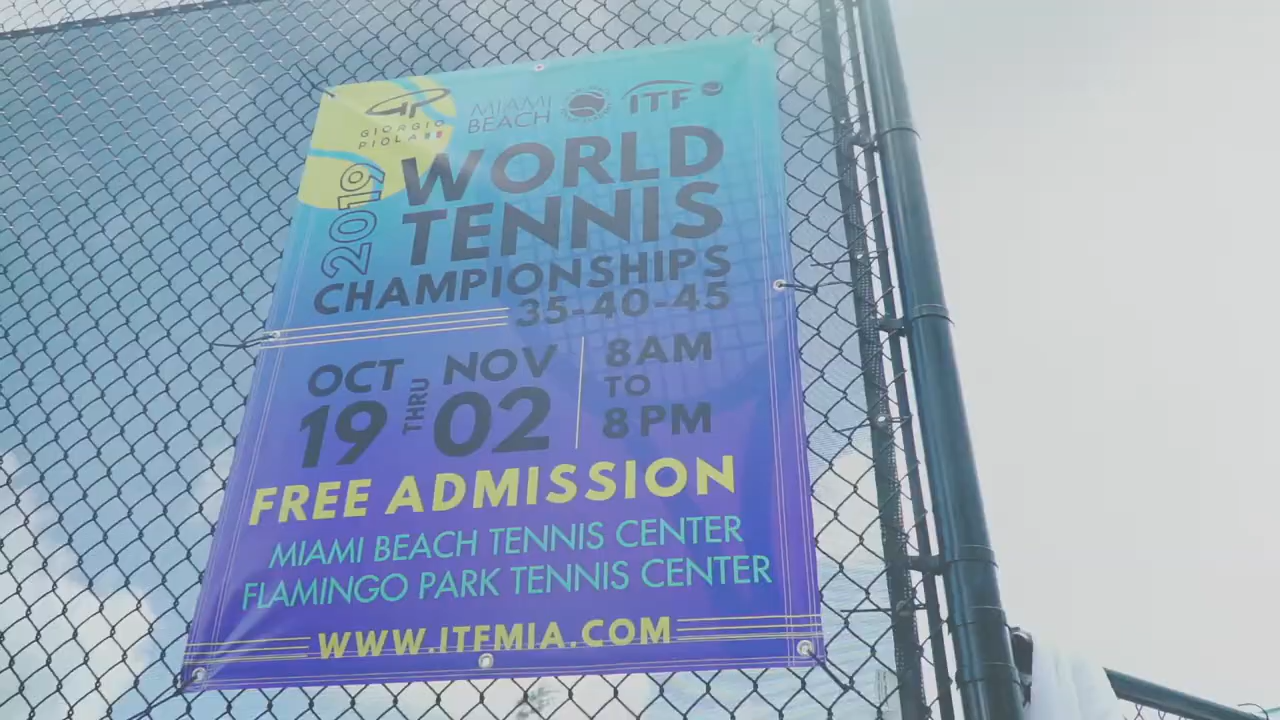 GIORGIO
PIOLA
MIAMI
BEACH
ITF
2019
WORLD
TENNIS
CHAMPIONSHIPS
35-40-45
OCT
19
THRU
NOV
02
8AM
TO
8PM
FREE ADMISSION
MIAMI BEACH TENNIS CENTER
FLAMINGO PARK TENNIS CENTER
WWW.ITFMIA.COM